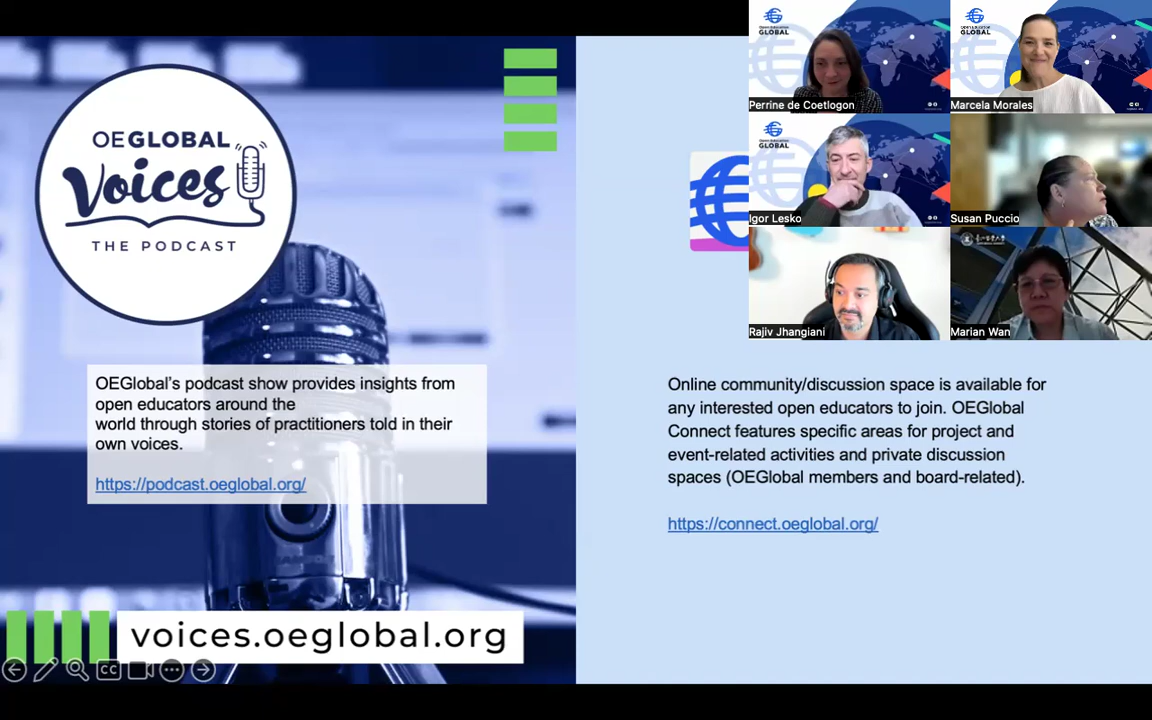 OEGLOBAL
Voices
THE PODCAST
OEGlobal's podcast show provides insights from
open educators around the
world through stories of practitioners told in their
own voices.
https://podcast.oeglobal.org/
voices.oeglobal.org
CC
GLOBAL
Perrine de Coetlogon
GLOBAL
Marcela Morales
GLOBAL
Igor Lesko
Susan Puccio
Rajiv Jhangiani
Marian Wan
Online community/discussion space is available for
any interested open educators to join. OEGlobal
Connect features specific areas for project and
event-related activities and private discussion
spaces (OEGlobal members and board-related).
https://connect.oeglobal.org/